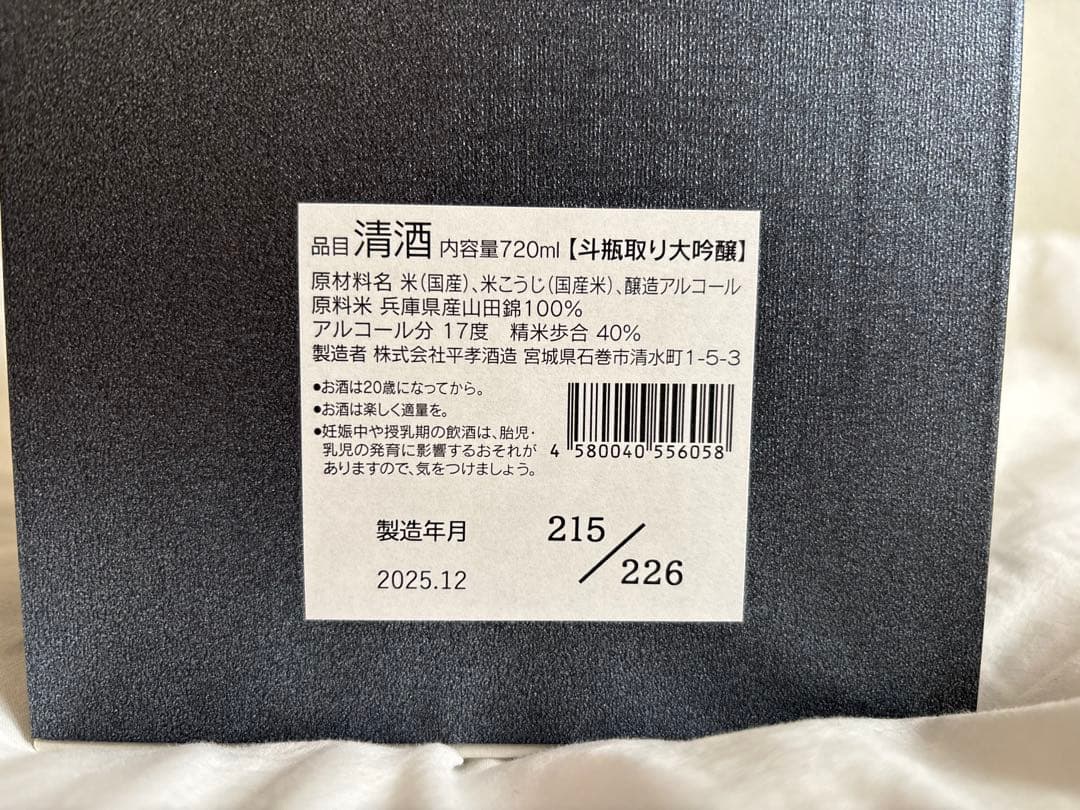 品目 清酒 内容量720ml【斗瓶取り大吟醸】
原材料名 米(国産)、米こうじ(国産米)、醸造アルコール
原料米 兵庫県産山田錦100%
アルコール分 17度 精米歩合 40%
製造者 株式会社平孝酒造 宮城県石巻市清水町1-5-3
●お酒は20歳になってから。
●お酒は楽しく適量を。
●妊娠中や授乳期の飲酒は、胎児・
乳児の発育に影響するおそれが
ありますので、気をつけましょう。
4 580040 556058
製造年月
2025.12
215/226